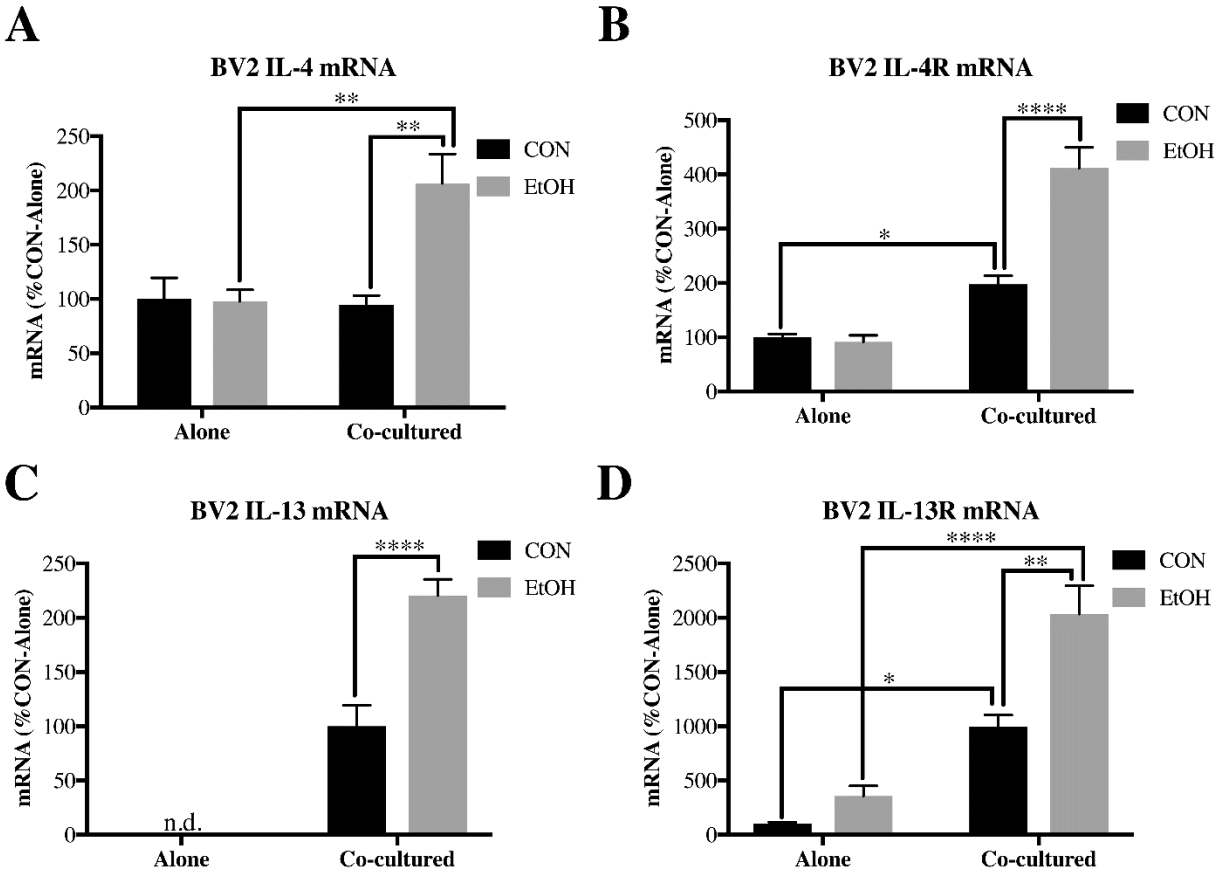 A
BV2 IL-4 mRNA
mRNA (%CON-Alone)
250
200
150
100
50
0
**
**
CON
EtOH
Alone
Co-cultured
B
BV2 IL-4R mRNA
mRNA (%CON-Alone)
500
400
300
200
100
0
*
****
CON
EtOH
Alone
Co-cultured
C
BV2 IL-13 mRNA
mRNA (%CON-Alone)
250
200
150
100
50
0
n.d.
****
CON
EtOH
Alone
Co-cultured
D
BV2 IL-13R mRNA
mRNA (%CON-Alone)
2500
2000
1500
1000
500
0
****
**
*
CON
EtOH
Alone
Co-cultured